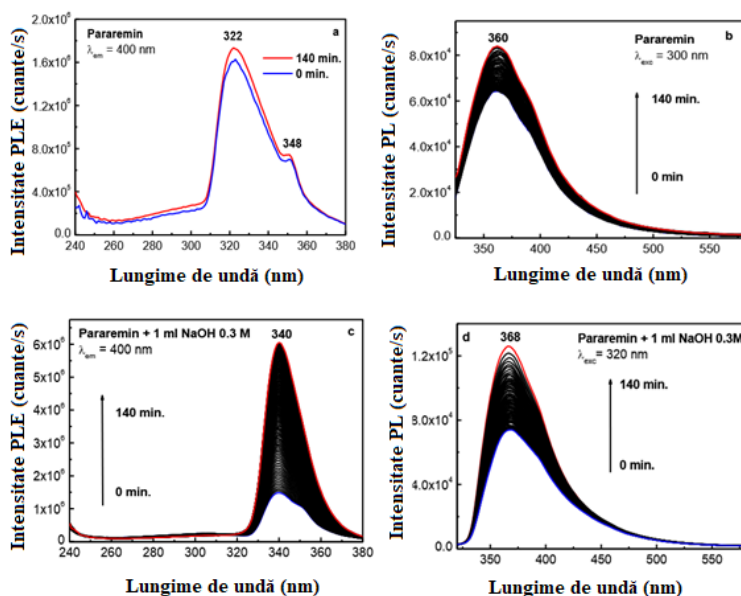 Intensitate PLE (cuante/s)
2.0x10⁶
1.6x10⁶
1.2x10⁶
8.0x10⁵
4.0x10⁵
0.0
Pararemin
λem = 400 nm
322
a
140 min.
0 min.
348
240 260 280 300 320 340 360 380
Lungime de undă (nm)
Intensitate PL (cuante/s)
8.0x10⁴
6.0x10⁴
4.0x10⁴
2.0x10⁴
0.0
360
Pararemin
b
λexc = 300 nm
140 min.
0 min
350 400 450 500 550
Lungime de undă (nm)
Intensitate PLE (cuante/s)
6x10⁶
5x10⁶
4x10⁶
3x10⁶
2x10⁶
1x10⁶
0
Pararemin + 1 ml NaOH 0.3 M
λem = 400 nm
340
c
140 min.
0 min.
240 260 280 300 320 340 360 380
Lungime de undă (nm)
Intensitate PL (cuante/s)
1.2x10⁵
8.0x10⁴
4.0x10⁴
0.0
d
368
Pararemin + 1 ml NaOH 0.3M
λexc= 320 nm
140 min.
0 min.
350 400 450 500 550
Lungime de undă (nm)